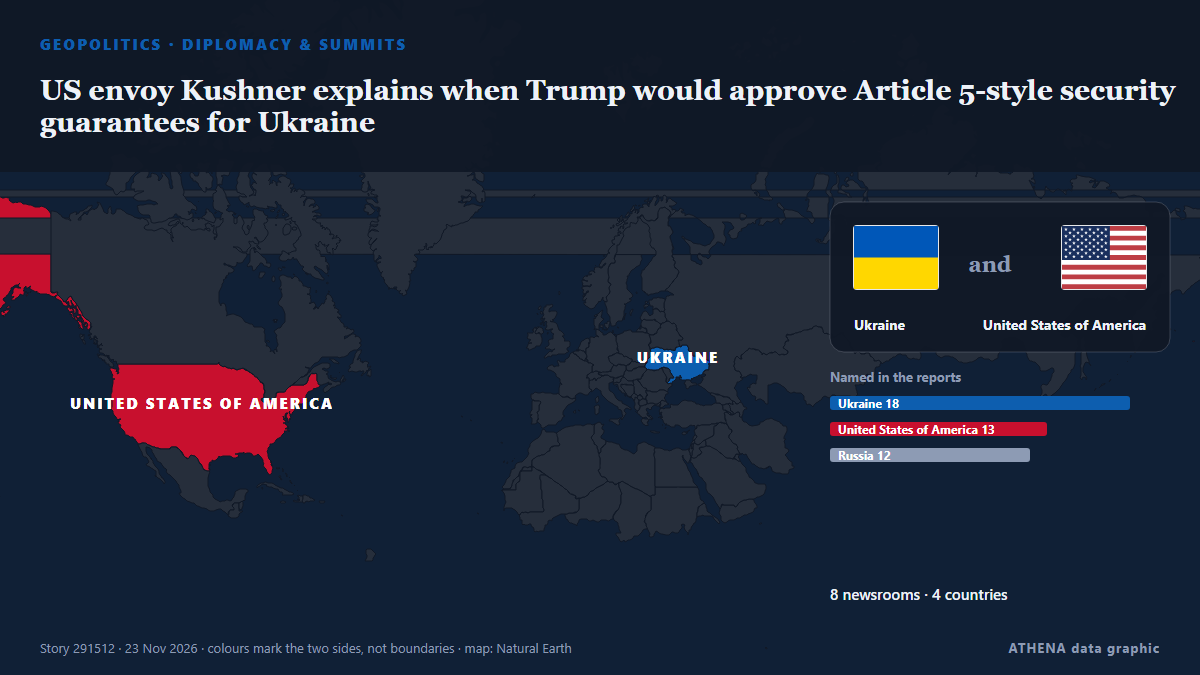 GEOPOLITICS · DIPLOMACY & SUMMITS
US envoy Kushner explains when Trump would approve Article 5-style security
guarantees for Ukraine
and
Ukraine
United States of America
UKRAINE
UNITED STATES OF AMERICA
Named in the reports
Ukraine 18
United States of America 13
Russia 12
8 newsrooms · 4 countries
Story 291512 · 23 Nov 2026 · colours mark the two sides, not boundaries · map: Natural Earth
ATHENA data graphic